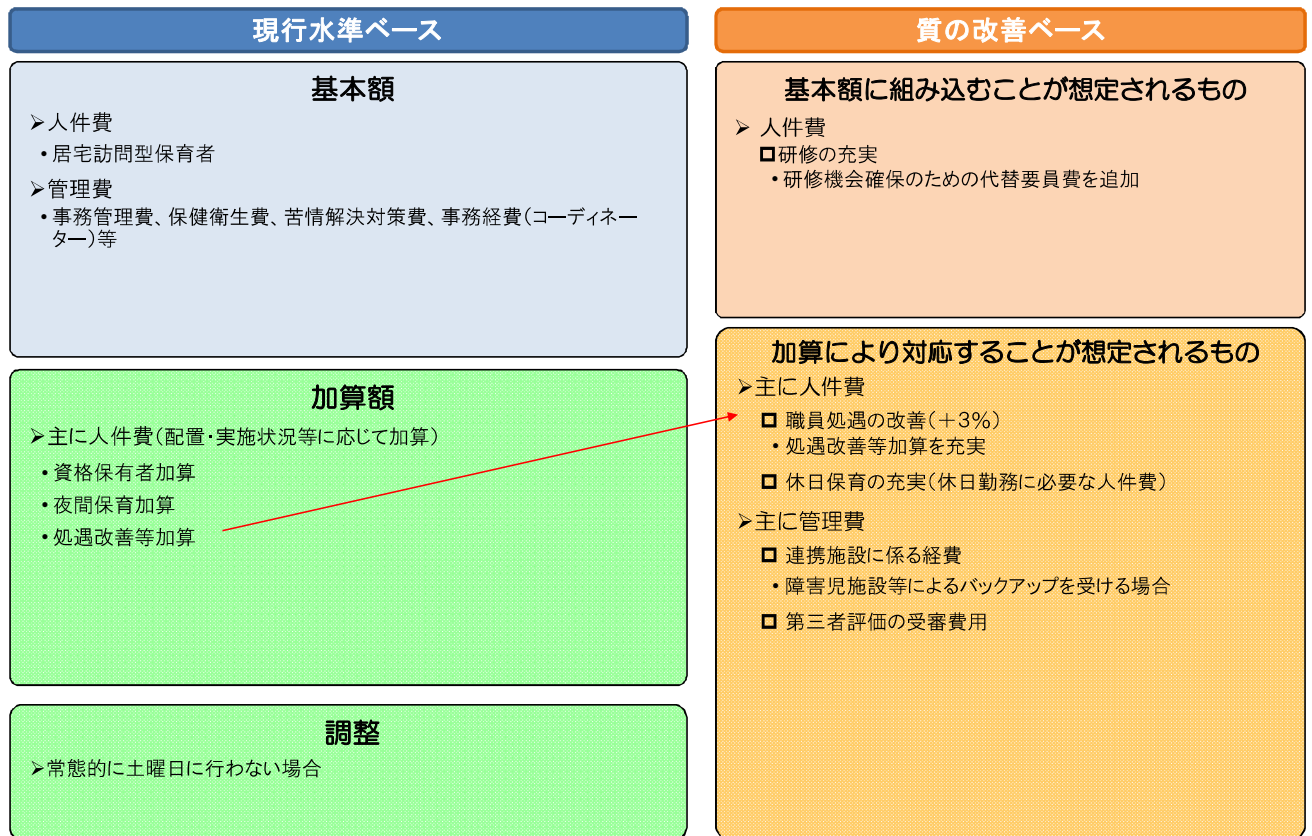 現行水準ベース
基本額
➢人件費
・居宅訪問型保育者
➢管理費
・事務管理費、保健衛生費、苦情解決対策費、事務経費（コーディネー
ター）等
加算額
➢主に人件費（配置・実施状況等に応じて加算）
・資格保有者加算
・夜間保育加算
・処遇改善等加算
調整
➢常態的に土曜日に行わない場合
質の改善ベース
基本額に組み込むことが想定されるもの
➢ 人件費
❑研修の充実
・研修機会確保のための代替要員費を追加
加算により対応することが想定されるもの
➢主に人件費
❑ 職員処遇の改善（＋3％）
・処遇改善等加算を充実
❑ 休日保育の充実（休日勤務に必要な人件費）
➢主に管理費
❑ 連携施設に係る経費
・障害児施設等によるバックアップを受ける場合
❑ 第三者評価の受審費用